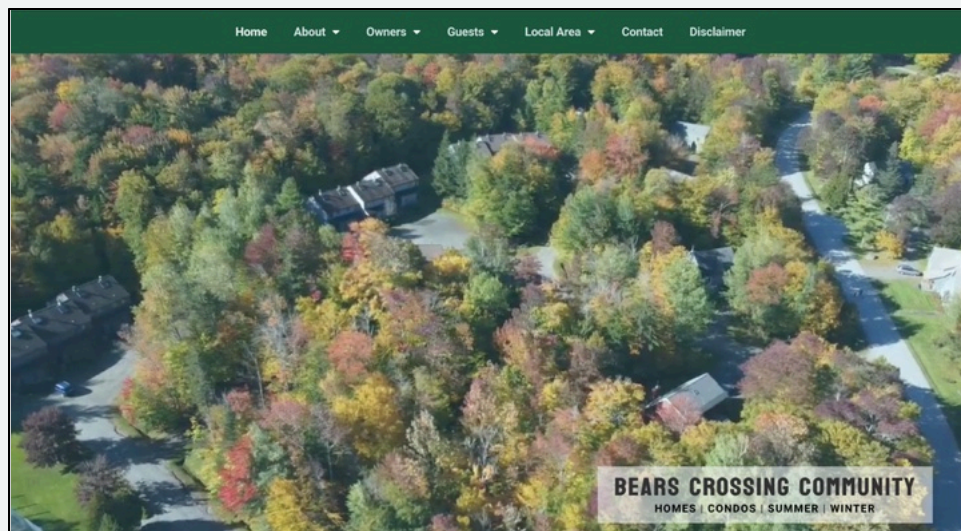 Home About Owners Guests Local Area Contact Disclaimer
BEARS CROSSING COMMUNITY
HOMES | CONDOS | SUMMER | WINTER